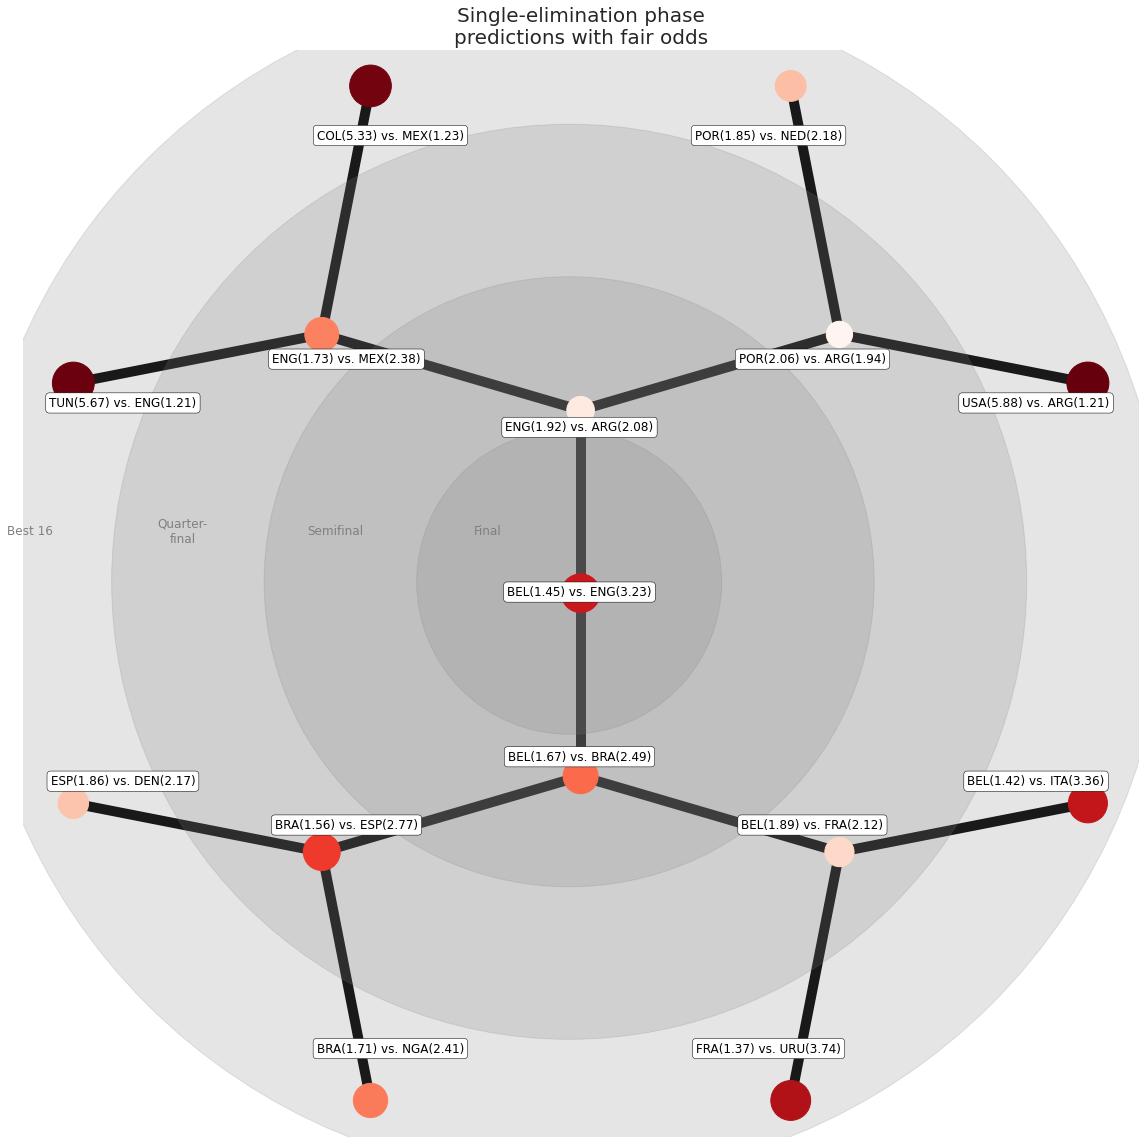 Single-elimination phase
predictions with fair odds
COL(5.33) vs. MEX(1.23)
POR(1.85) vs. NED(2.18)
ENG(1.73) vs. MEX(2.38)
POR(2.06) vs. ARG(1.94)
TUN(5.67) vs. ENG(1.21)
USA(5.88) vs. ARG(1.21)
ENG(1.92) vs. ARG(2.08)
Best 16
Quarter-
final
Semifinal
Final
BEL(1.45) vs. ENG(3.23)
BEL(1.67) vs. BRA(2.49)
ESP(1.86) vs. DEN(2.17)
BEL(1.42) vs. ITA(3.36)
BRA(1.56) vs. ESP(2.77)
BEL(1.89) vs. FRA(2.12)
BRA(1.71) vs. NGA(2.41)
FRA(1.37) vs. URU(3.74)